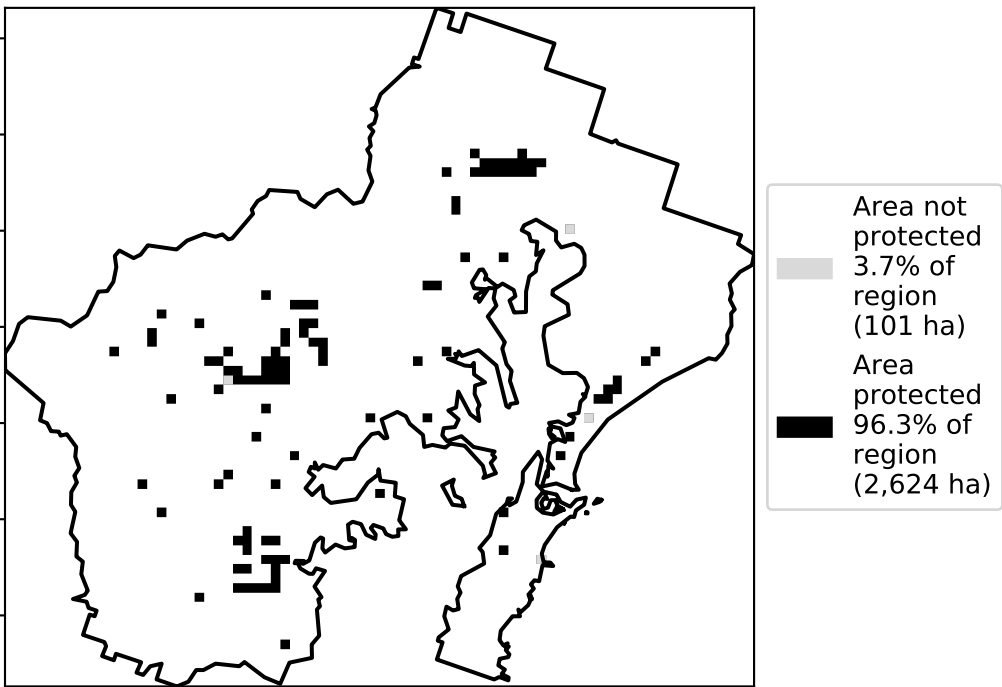 Area not
protected
3.7% of
region
(101 ha)
Area
protected
96.3% of
region
(2,624 ha)